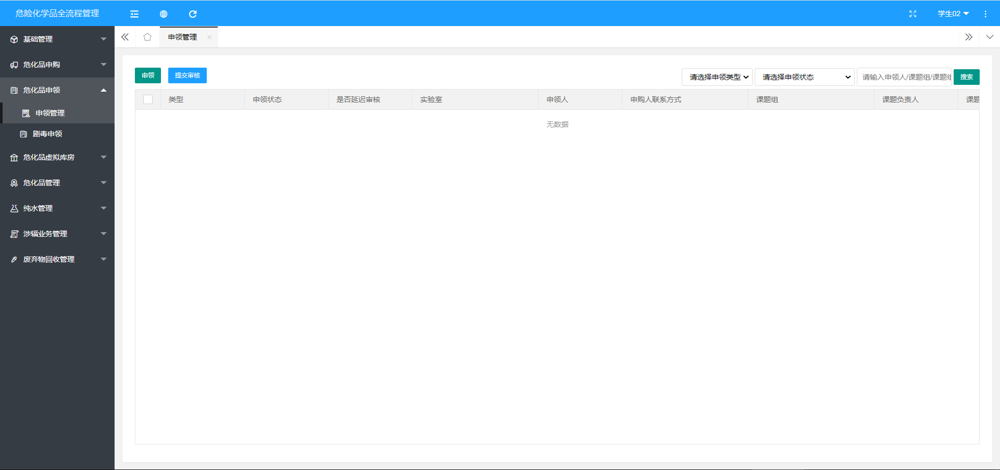 危险化学品全流程管理
学生02
基础管理
危化品申购
危化品申领
申领管理
剧毒申领
危化品虚拟库房
危化品管理
纯水管理
涉辐业务管理
废弃物回收管理
申领管理
申领 提交审核 请选择申领类型 请选择申领状态 请输入申领人/课题组/课题组 搜索
类型 申领状态 是否延迟审核 实验室 申领人 申购人联系方式 课题组 课题负责人 课题
无数据